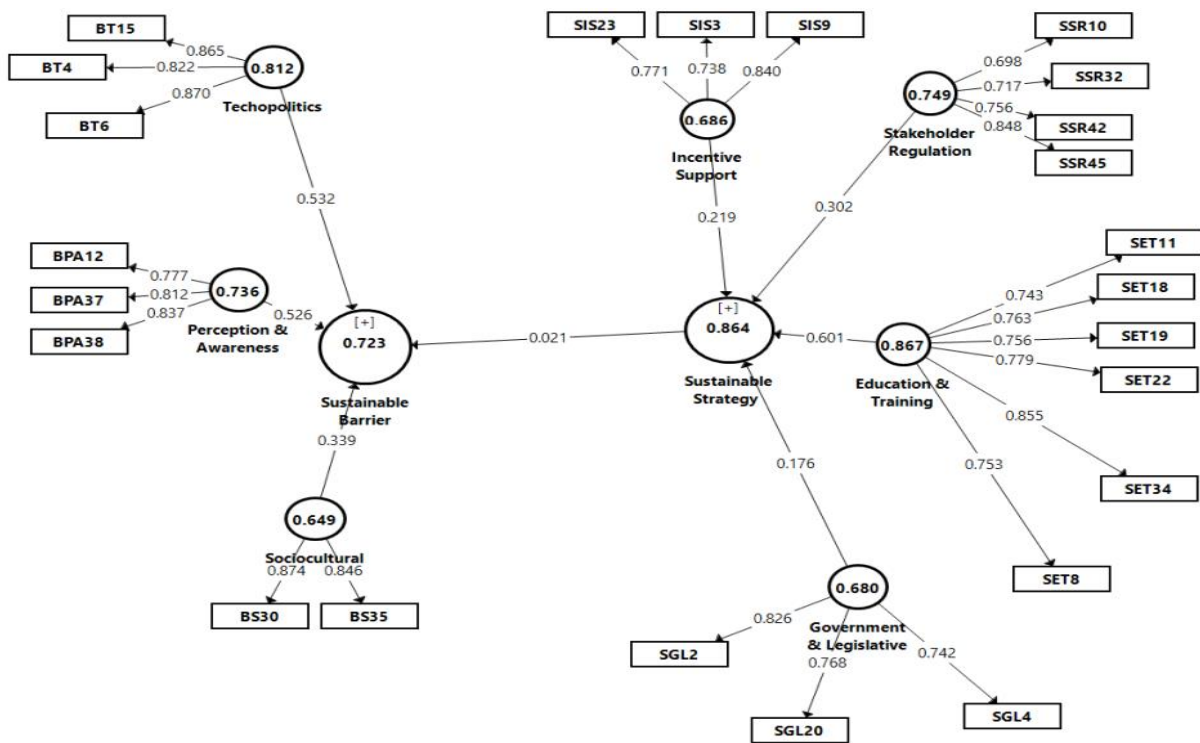 BT15
0.865
BT4
0.822
0.812
0.870
Techopolitics
BT6
0.532
SIS23
SIS3
SIS9
0.771
0.738
0.840
0.686
Incentive
Support
0.219
SSR10
0.698
SSR32
0.717
0.749
0.756
SSR42
Stakeholder
Regulation
0.848
SSR45
0.302
BPA12
0.777
BPA37
0.812
0.736
0.526
BPA38
0.837
Perception &
Awareness
[+]
0.723
Sustainable
Barrier
0.021
[+]
0.864
Sustainable
Strategy
0.601
0.867
Education &
Training
SET11
0.743
SET18
0.763
SET19
0.756
0.779
SET22
0.855
SET34
0.753
SET8
0.339
0.649
Sociocultural
0.874
0.846
BS30
BS35
0.176
0.680
Government
& Legislative
0.826
SGL2
0.768
0.742
SGL20
SGL4